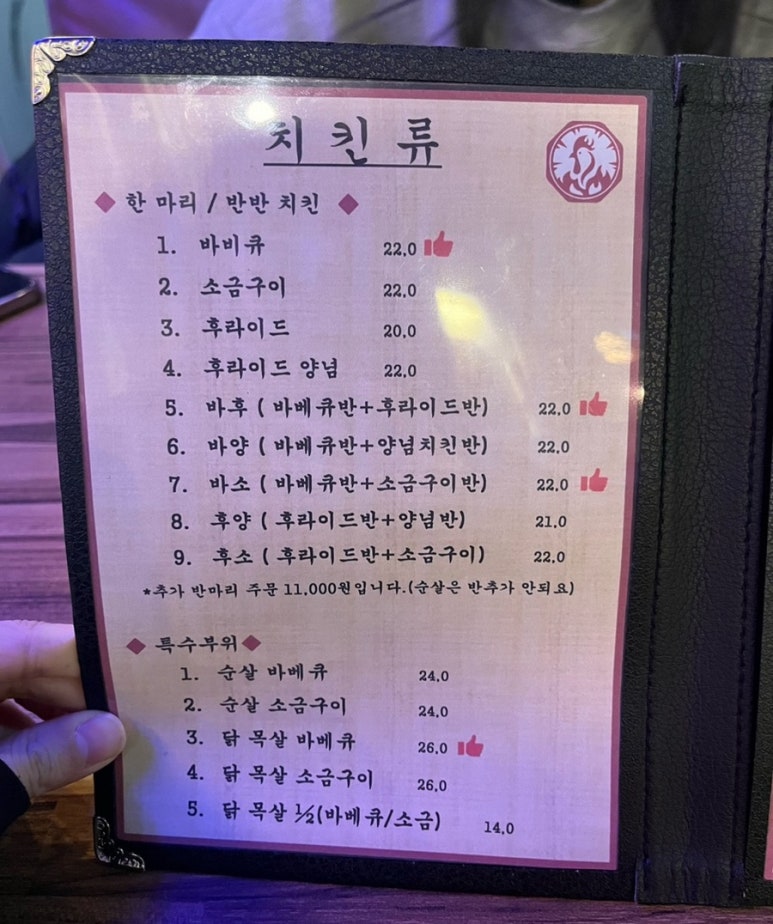 치킨류
◆ 한 마리 / 반반 치킨 ◆
1. 바비큐 22.0
2. 소금구이 22.0
3. 후라이드 20.0
4. 후라이드 양념 22.0
5. 바후 ( 바베큐반+후라이드반) 22.0
6. 바양 ( 바베큐반+양념치킨반) 22.0
7. 바소 ( 바베큐반+소금구이반) 22.0
8. 후양 ( 후라이드반+양념반) 21.0
9. 후소 ( 후라이드반+소금구이) 22.0
*추가 반마리 주문 11,000원입니다.(순살은 반추가 안되요)
◆ 특수부위 ◆
1. 순살 바베큐 24.0
2. 순살 소금구이 24.0
3. 닭 목살 바베큐 26.0
4. 닭 목살 소금구이 26.0
5. 닭 목살 ½(바베큐/소금) 14.0